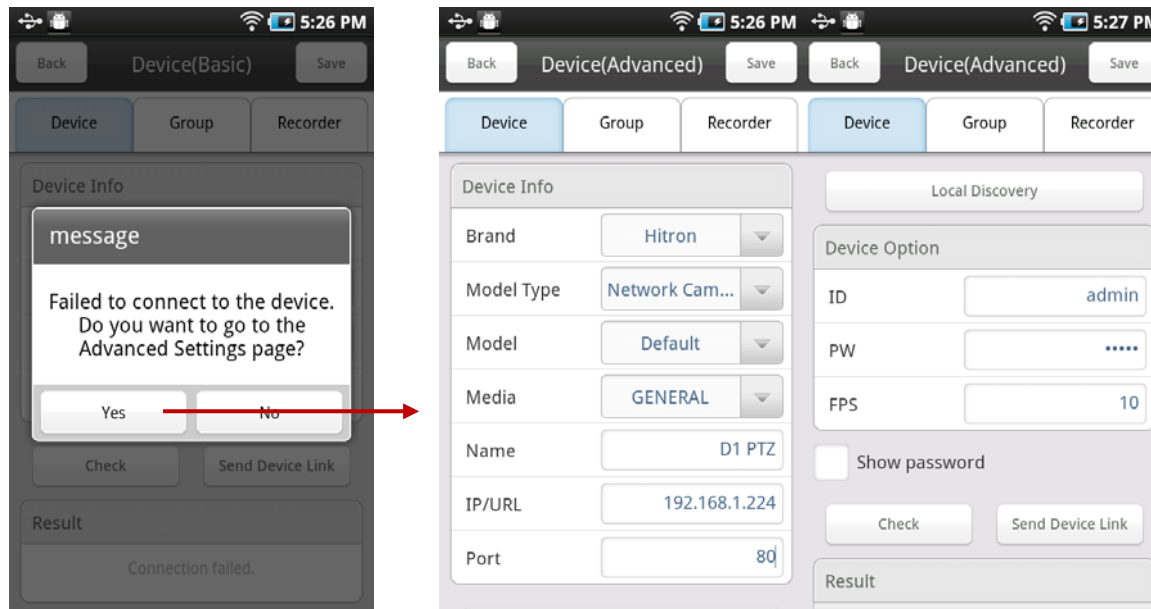 5:26 PM
Back Device(Basic) Save
Device Group Recorder
Device Info
message
Failed to connect to the device.
Do you want to go to the
Advanced Settings page?
Yes No
Check Send Device Link
Result
Connection failed.
5:26 PM
Back Device(Advanced) Save
Device Group Recorder
Device Info
Brand Hitron
Model Type Network Cam...
Model Default
Media GENERAL
Name D1 PTZ
IP/URL 192.168.1.224
Port 80
5:27 PM
Back Device(Advanced) Save
Device Group Recorder
Local Discovery
Device Option
ID admin
PW •••••
FPS 10
Show password
Check Send Device Link
Result